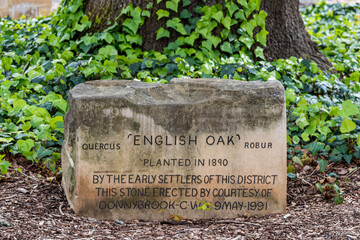 'ENGLISH OAK'
QUERCUS ROBUR
PLANTED IN 1890
BY THE EARLY SETTLERS OF THIS DISTRICT
THIS STONE ERECTED BY COURTESY OF
DONNYBROOK-C.W. 9/MAY-1991